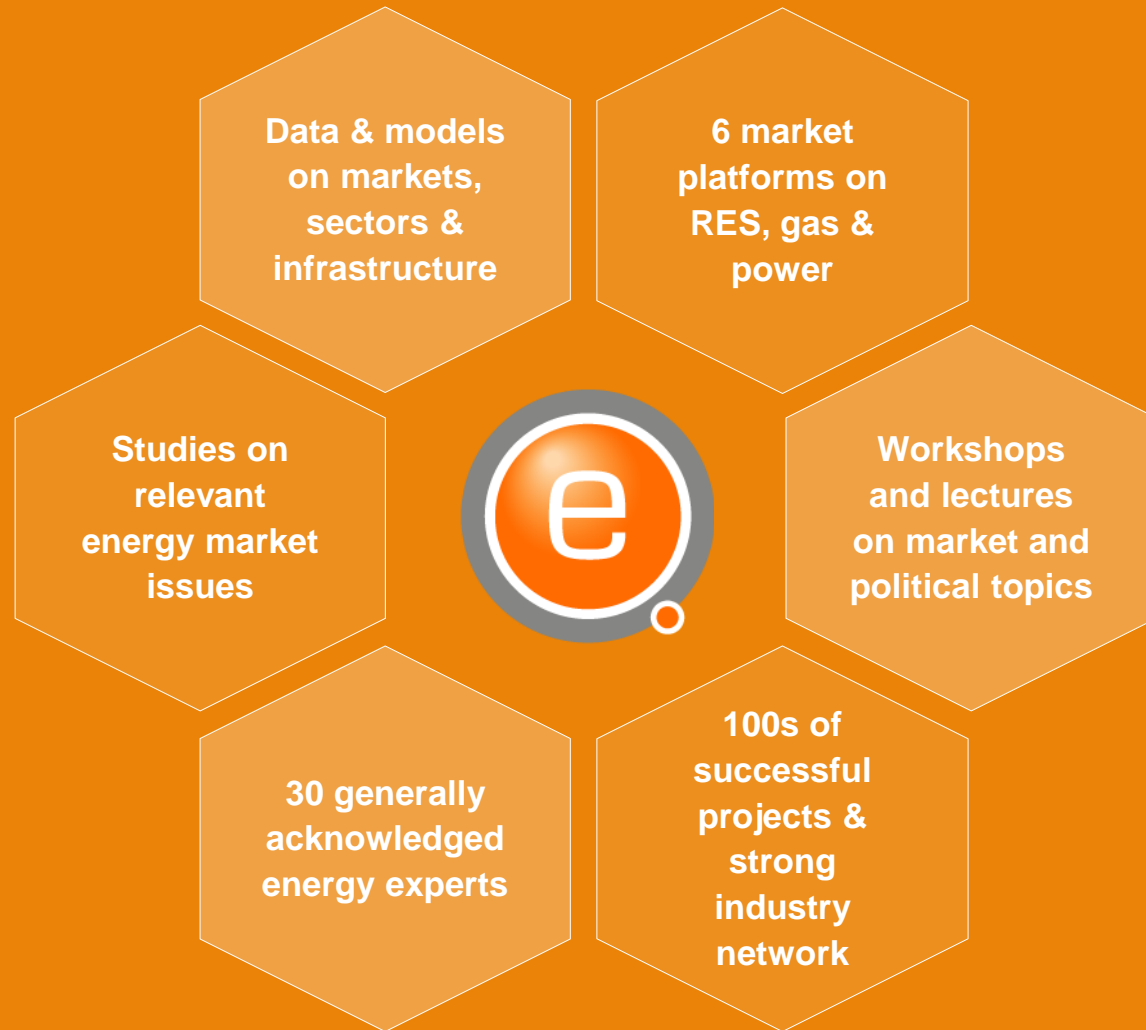 Data & models
on markets,
sectors &
infrastructure
6 market
platforms on
RES, gas &
power
Studies on
relevant
energy market
issues
e
Workshops
and lectures
on market and
political topics
30 generally
acknowledged
energy experts
100s of
successful
projects &
strong
industry
network